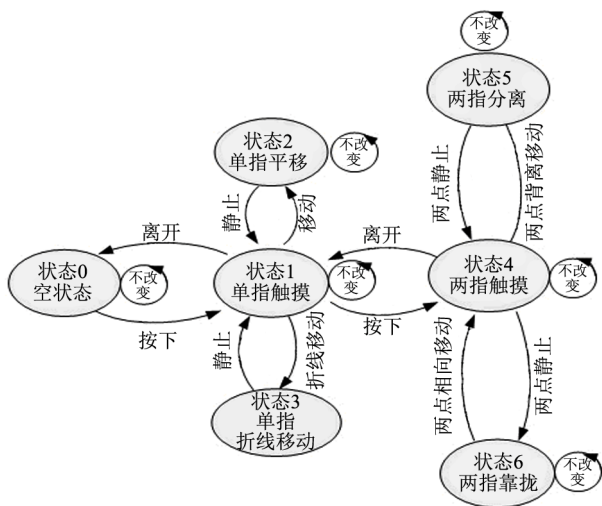 不改
变
状态5
两指分离
两点静止
两点背离移动
状态2
单指平移
不改
变
静止
移动
离开
离开
状态0
空状态
不改
变
状态1
单指触摸
不改
变
状态4
两指触摸
不改
变
按下
按下
静止
折线移动
两点相向移动
两点静止
状态3
单指
折线移动
状态6
两指靠拢
不改
变